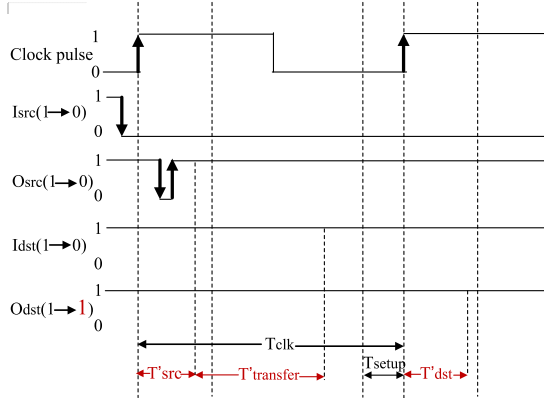 1
Clock pulse
0
1
Isrc(1→0)
0
1
Osrc(1→0)
0
1
Idst(1→0)
0
1
Odst(1→1)
0
Tclk
Tsetup
T'src T'transfer T'dst